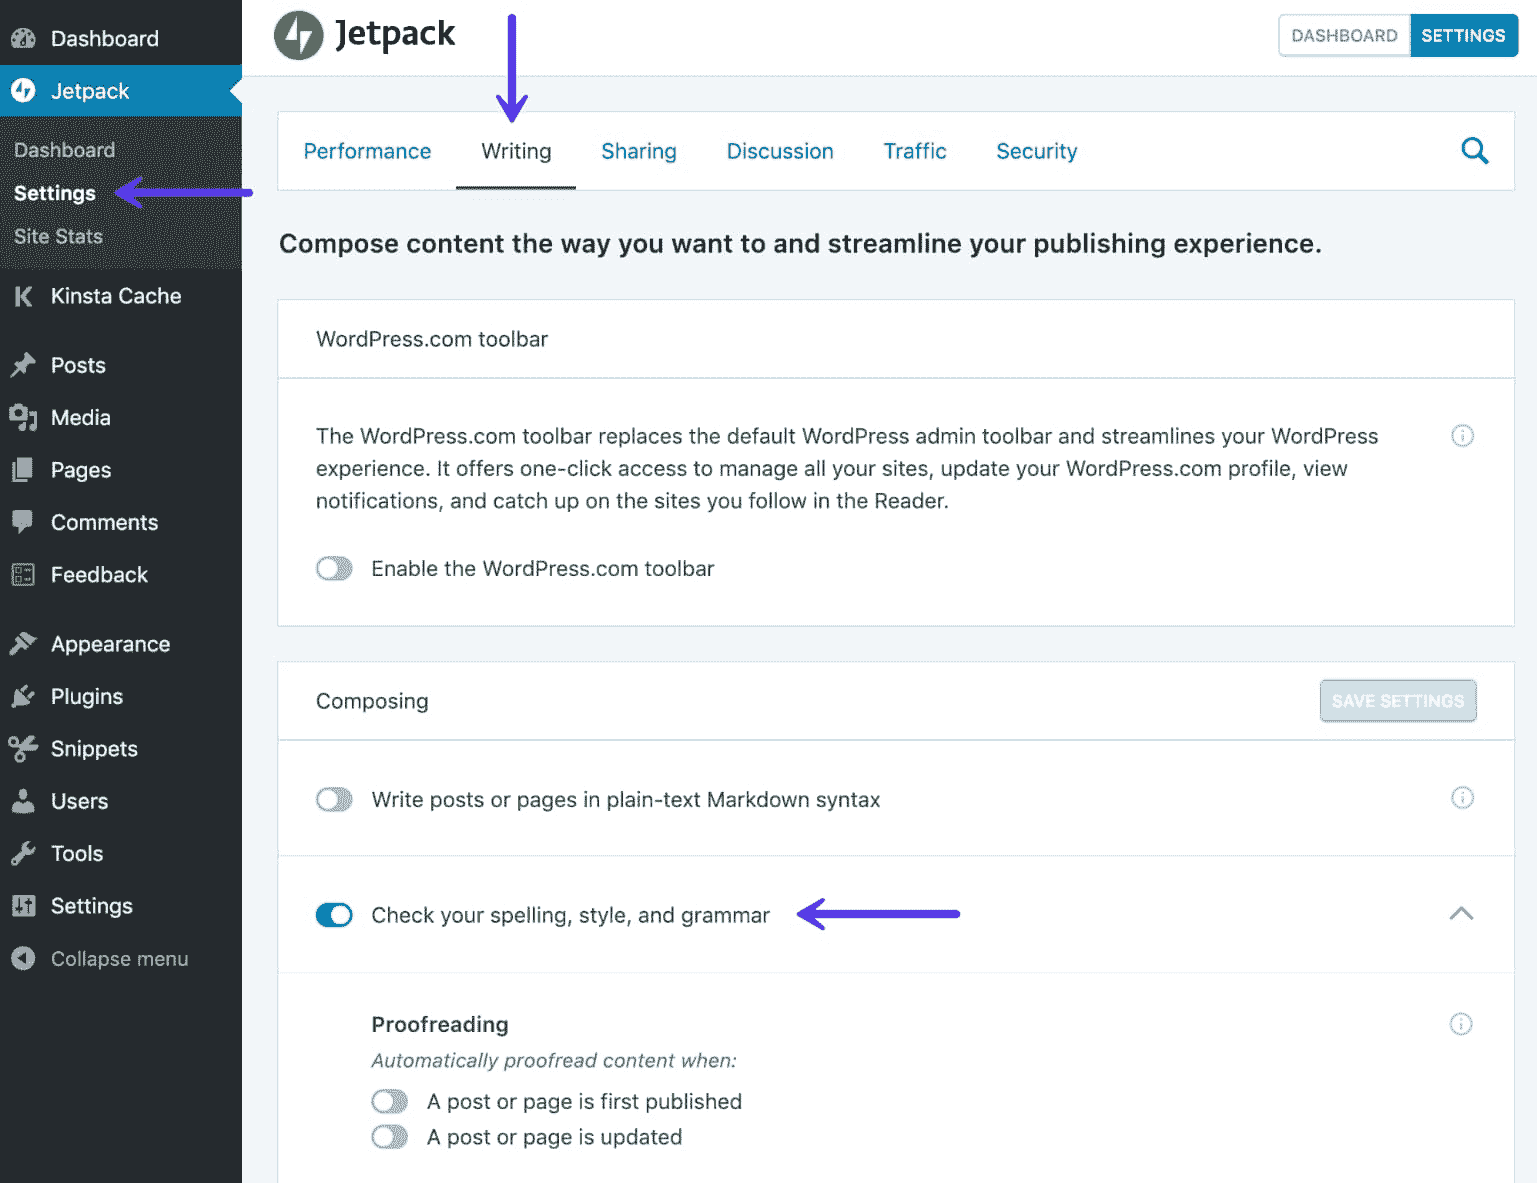 Dashboard
Jetpack
Dashboard
Settings
Site Stats
Kinsta Cache
Posts
Media
Pages
Comments
Feedback
Appearance
Plugins
Snippets
Users
Tools
Settings
Collapse menu
Jetpack
DASHBOARD SETTINGS
Performance Writing Sharing Discussion Traffic Security
Compose content the way you want to and streamline your publishing experience.
WordPress.com toolbar
The WordPress.com toolbar replaces the default WordPress admin toolbar and streamlines your WordPress
experience. It offers one-click access to manage all your sites, update your WordPress.com profile, view
notifications, and catch up on the sites you follow in the Reader.
Enable the WordPress.com toolbar
Composing
SAVE SETTINGS
Write posts or pages in plain-text Markdown syntax
Check your spelling, style, and grammar
Proofreading
Automatically proofread content when:
A post or page is first published
A post or page is updated